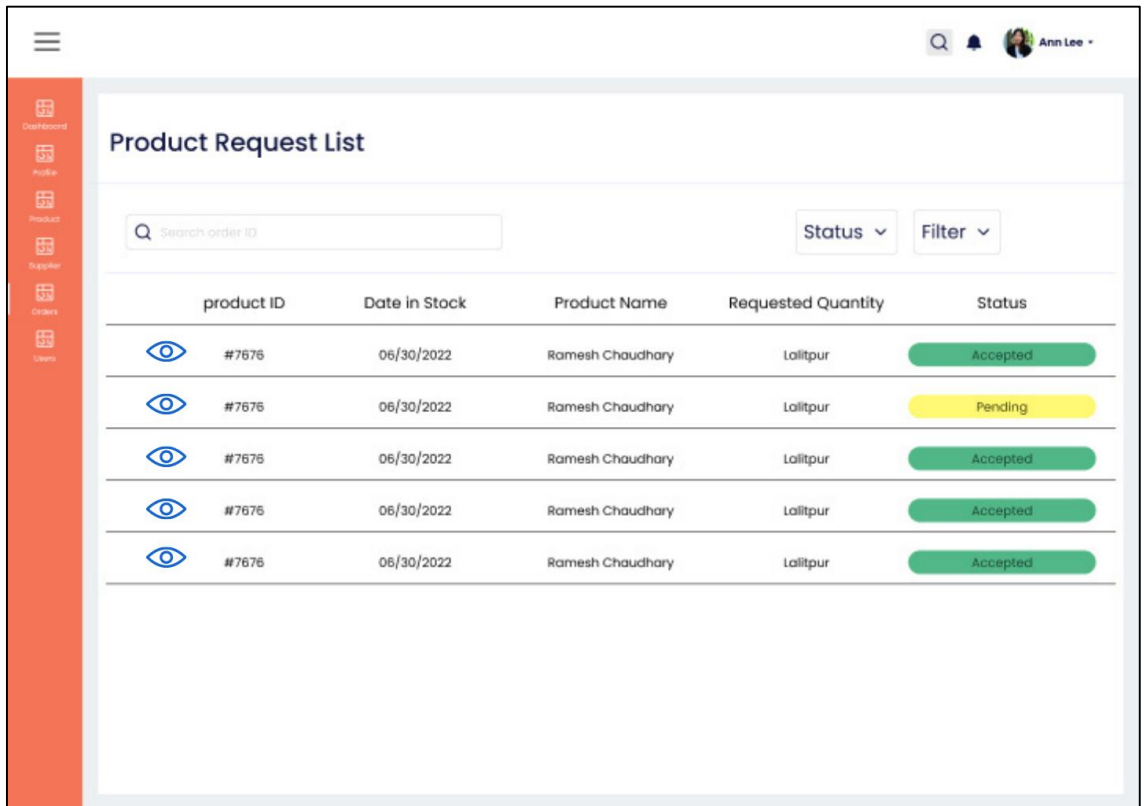 Ann Lee
Dashboard
Profile
Product
Supplier
Orders
Users
Product Request List
Search order ID
Status Filter
product ID Date in Stock Product Name Requested Quantity Status
#7676 06/30/2022 Ramesh Chaudhary Lalitpur Accepted
#7676 06/30/2022 Ramesh Chaudhary Lalitpur Pending
#7676 06/30/2022 Ramesh Chaudhary Lalitpur Accepted
#7676 06/30/2022 Ramesh Chaudhary Lalitpur Accepted
#7676 06/30/2022 Ramesh Chaudhary Lalitpur Accepted